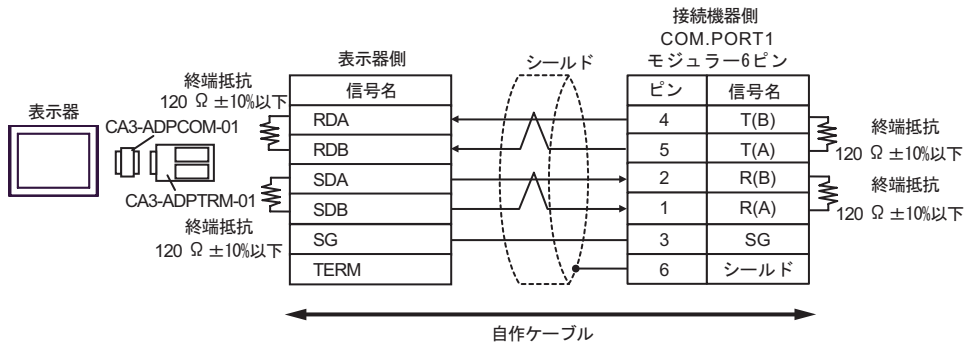 接続機器側
COM.PORT1
モジュラー6ピン
表示器側
シールド
終端抵抗
120 Ω ±10%以下
表示器
CA3-ADPCOM-01
CA3-ADPTRM-01
終端抵抗
120 Ω ±10%以下
信号名
RDA
RDB
SDA
SDB
SG
TERM
ピン 信号名
4 T(B)
5 T(A)
2 R(B)
1 R(A)
3 SG
6 シールド
終端抵抗
120 Ω ±10%以下
終端抵抗
120 Ω ±10%以下
自作ケーブル